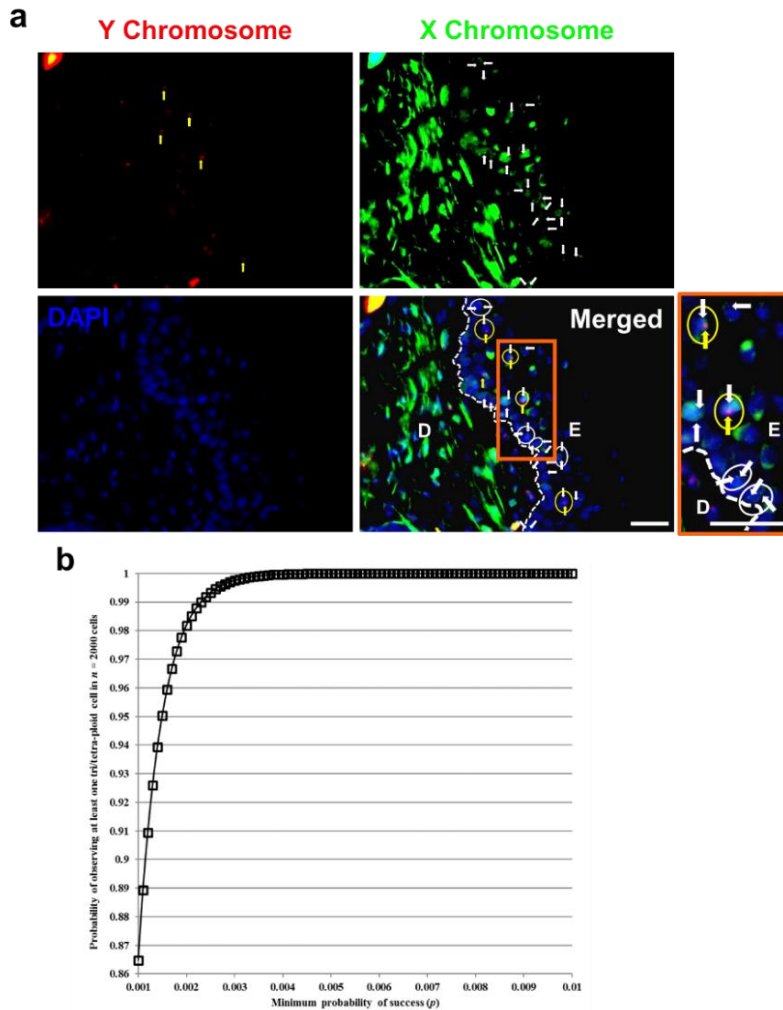 a
Y Chromosome
X Chromosome
DAPI
Merged
D
E
E
D
b
Probability of observing at least one tri/tetra-ploid cell in n = 2000 cells
1
0.99
0.98
0.97
0.96
0.95
0.94
0.93
0.92
0.91
0.9
0.89
0.88
0.87
0.86
0.001 0.002 0.003 0.004 0.005 0.006 0.007 0.008 0.009 0.01
Minimum probability of success (p)